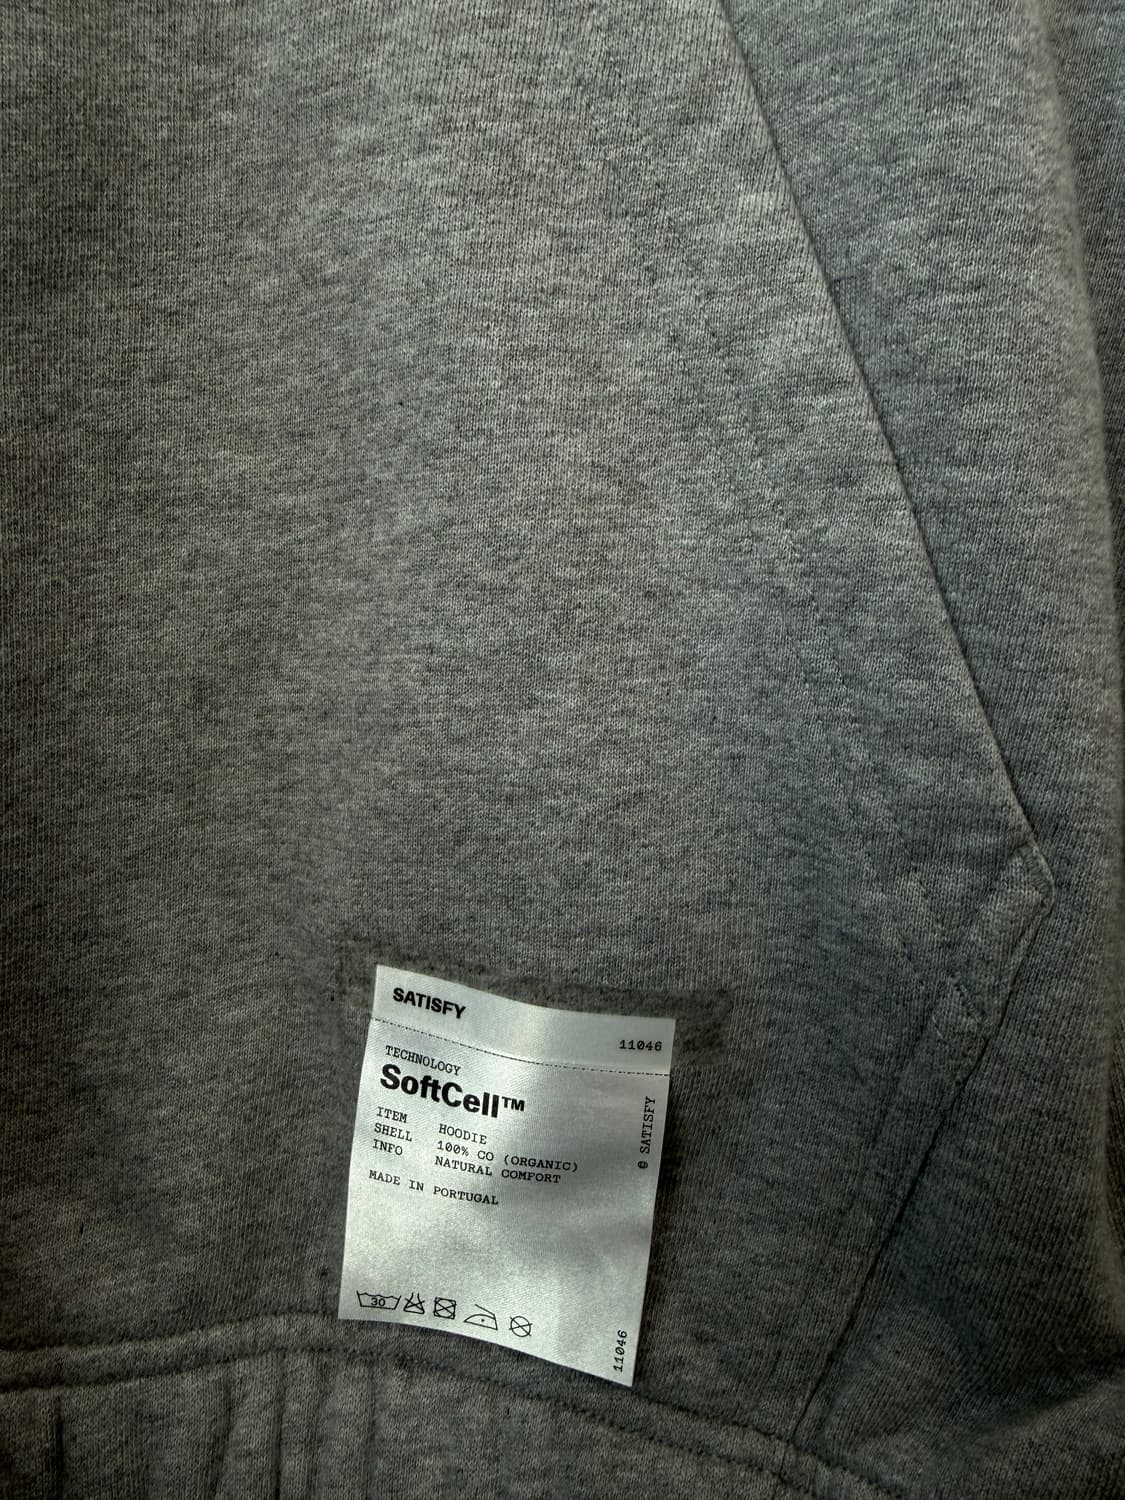 SATISFY
11046
TECHNOLOGY
SoftCell™
ITEM HOODIE
SHELL 100% CO (ORGANIC)
INFO NATURAL COMFORT
MADE IN PORTUGAL
© SATISFY
30
11046